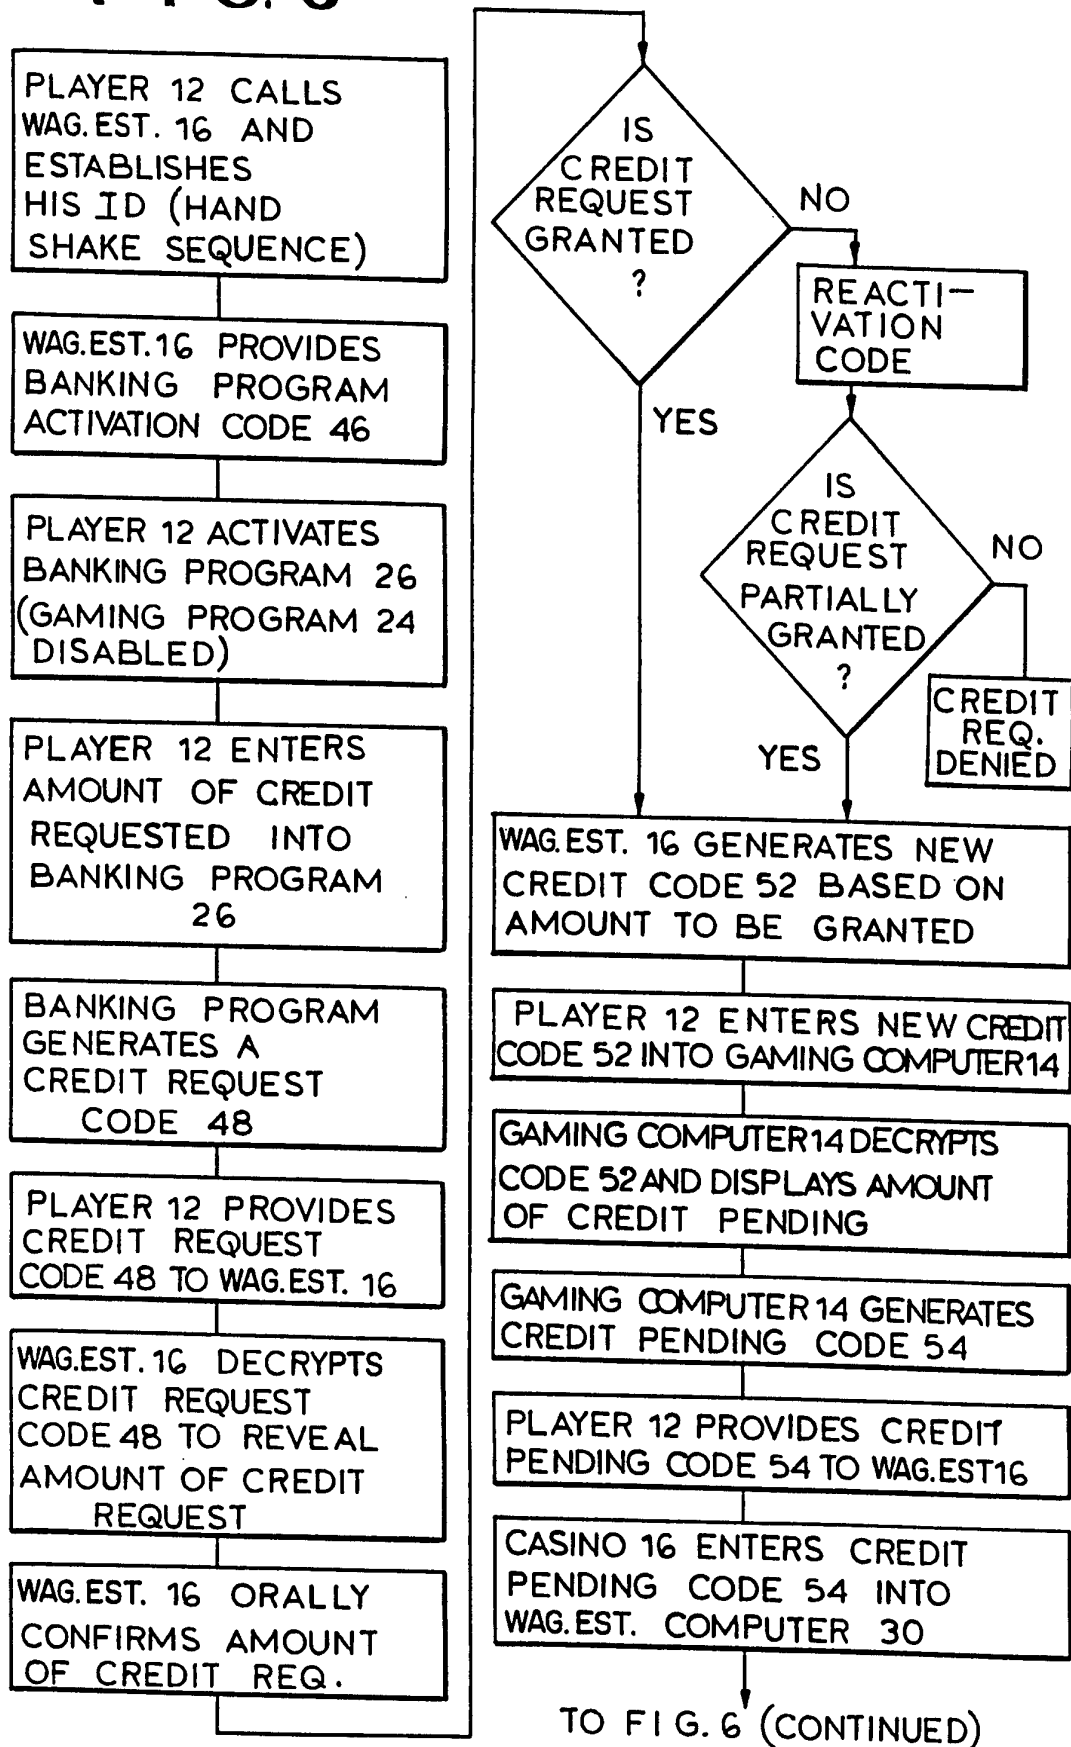 FIG. 6
PLAYER 12 CALLS
WAG. EST. 16 AND
ESTABLISHES
HIS ID (HAND
SHAKE SEQUENCE)
WAG.EST.16 PROVIDES
BANKING PROGRAM
ACTIVATION CODE 46
PLAYER 12 ACTIVATES
BANKING PROGRAM 26
(GAMING PROGRAM 24
DISABLED)
PLAYER 12 ENTERS
AMOUNT OF CREDIT
REQUESTED INTO
BANKING PROGRAM
26
BANKING PROGRAM
GENERATES A
CREDIT REQUEST
CODE 48
PLAYER 12 PROVIDES
CREDIT REQUEST
CODE 48 TO WAG.EST. 16
WAG.EST. 16 DECRYPTS
CREDIT REQUEST
CODE 48 TO REVEAL
AMOUNT OF CREDIT
REQUEST
WAG.EST. 16 ORALLY
CONFIRMS AMOUNT
OF CREDIT REQ.
IS
CREDIT
REQUEST
GRANTED
?
NO
YES
REACTI-
VATION
CODE
IS
CREDIT
REQUEST
PARTIALLY
GRANTED
?
NO
YES
CREDIT
REQ.
DENIED
WAG.EST. 16 GENERATES NEW
CREDIT CODE 52 BASED ON
AMOUNT TO BE GRANTED
PLAYER 12 ENTERS NEW CREDIT
CODE 52 INTO GAMING COMPUTER 14
GAMING COMPUTER 14 DECRYPTS
CODE 52 AND DISPLAYS AMOUNT
OF CREDIT PENDING
GAMING COMPUTER 14 GENERATES
CREDIT PENDING CODE 54
PLAYER 12 PROVIDES CREDIT
PENDING CODE 54 TO WAG.EST16
CASINO 16 ENTERS CREDIT
PENDING CODE 54 INTO
WAG.EST. COMPUTER 30
TO FIG. 6 (CONTINUED)